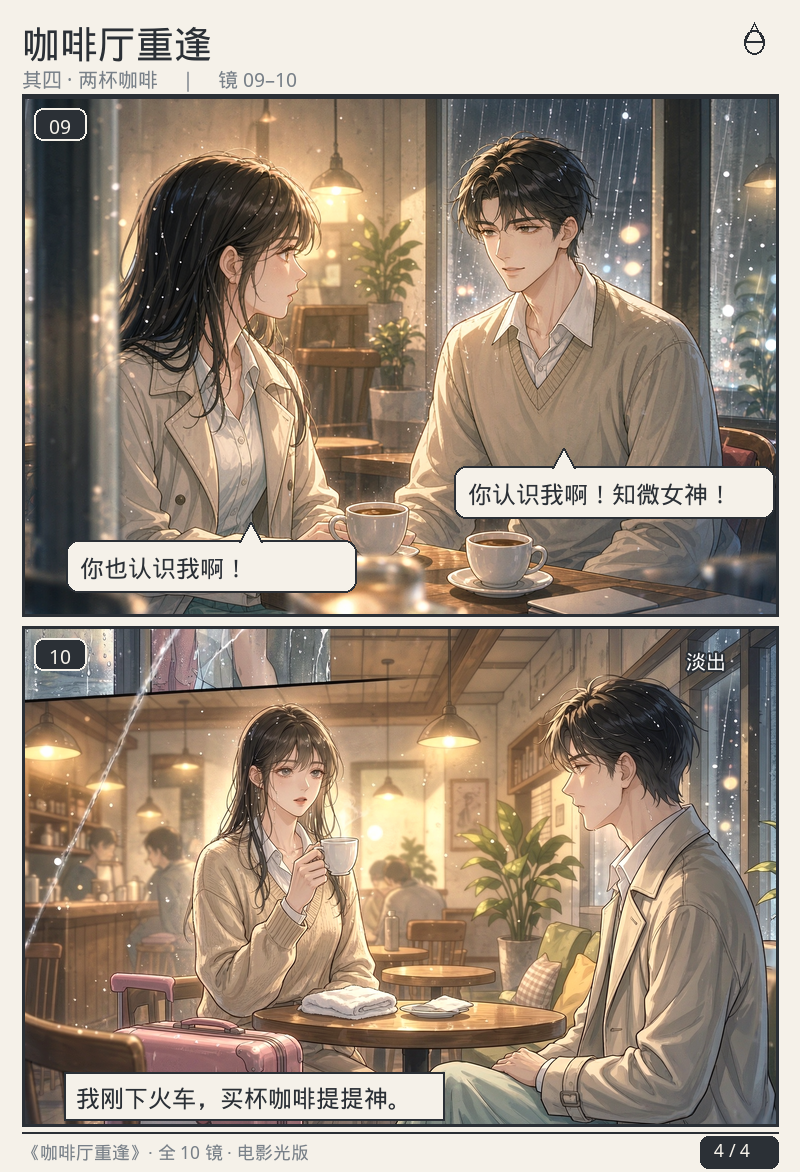 咖啡厅重逢
其四 · 两杯咖啡 | 镜 09–10
09
你认识我啊！知微女神！
你也认识我啊！
10
淡出
我刚下火车，买杯咖啡提提神。
《咖啡厅重逢》· 全 10 镜 · 电影光版
4 / 4